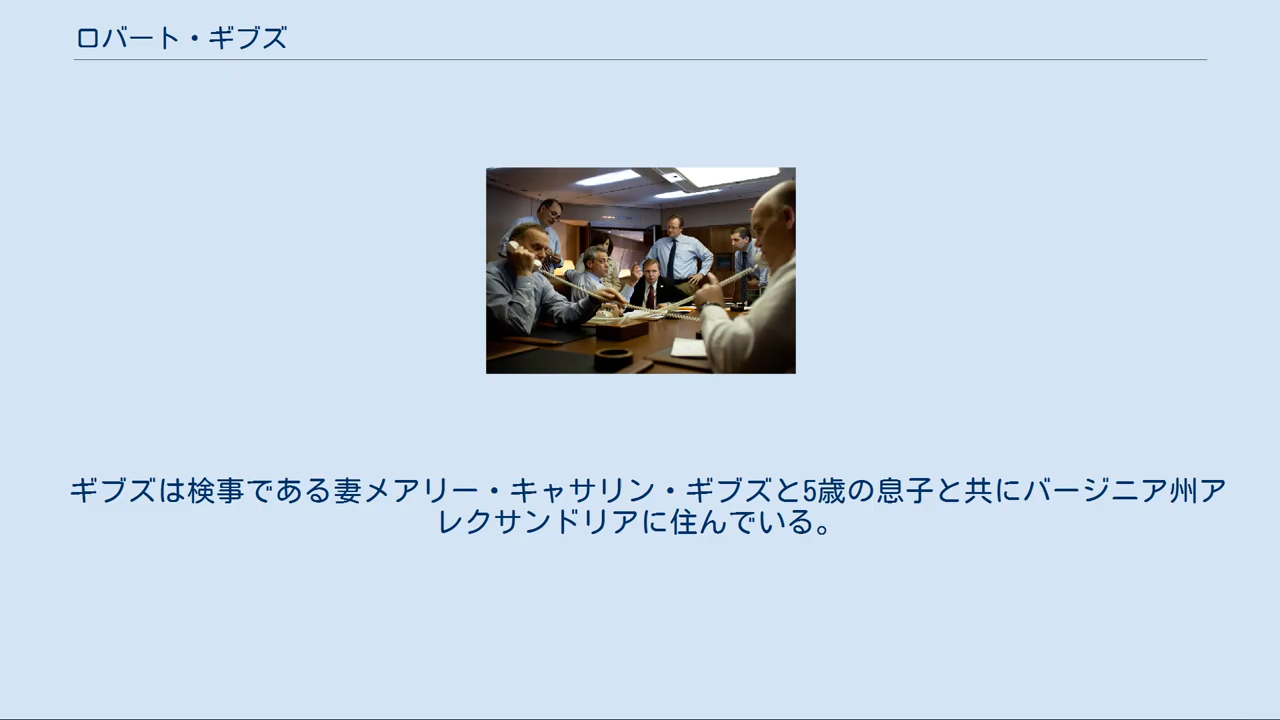 ロバート・ギブズ
ギブズは検事である妻メアリー・キャサリン・ギブズと5歳の息子と共にバージニア州ア
レクサンドリアに住んでいる。